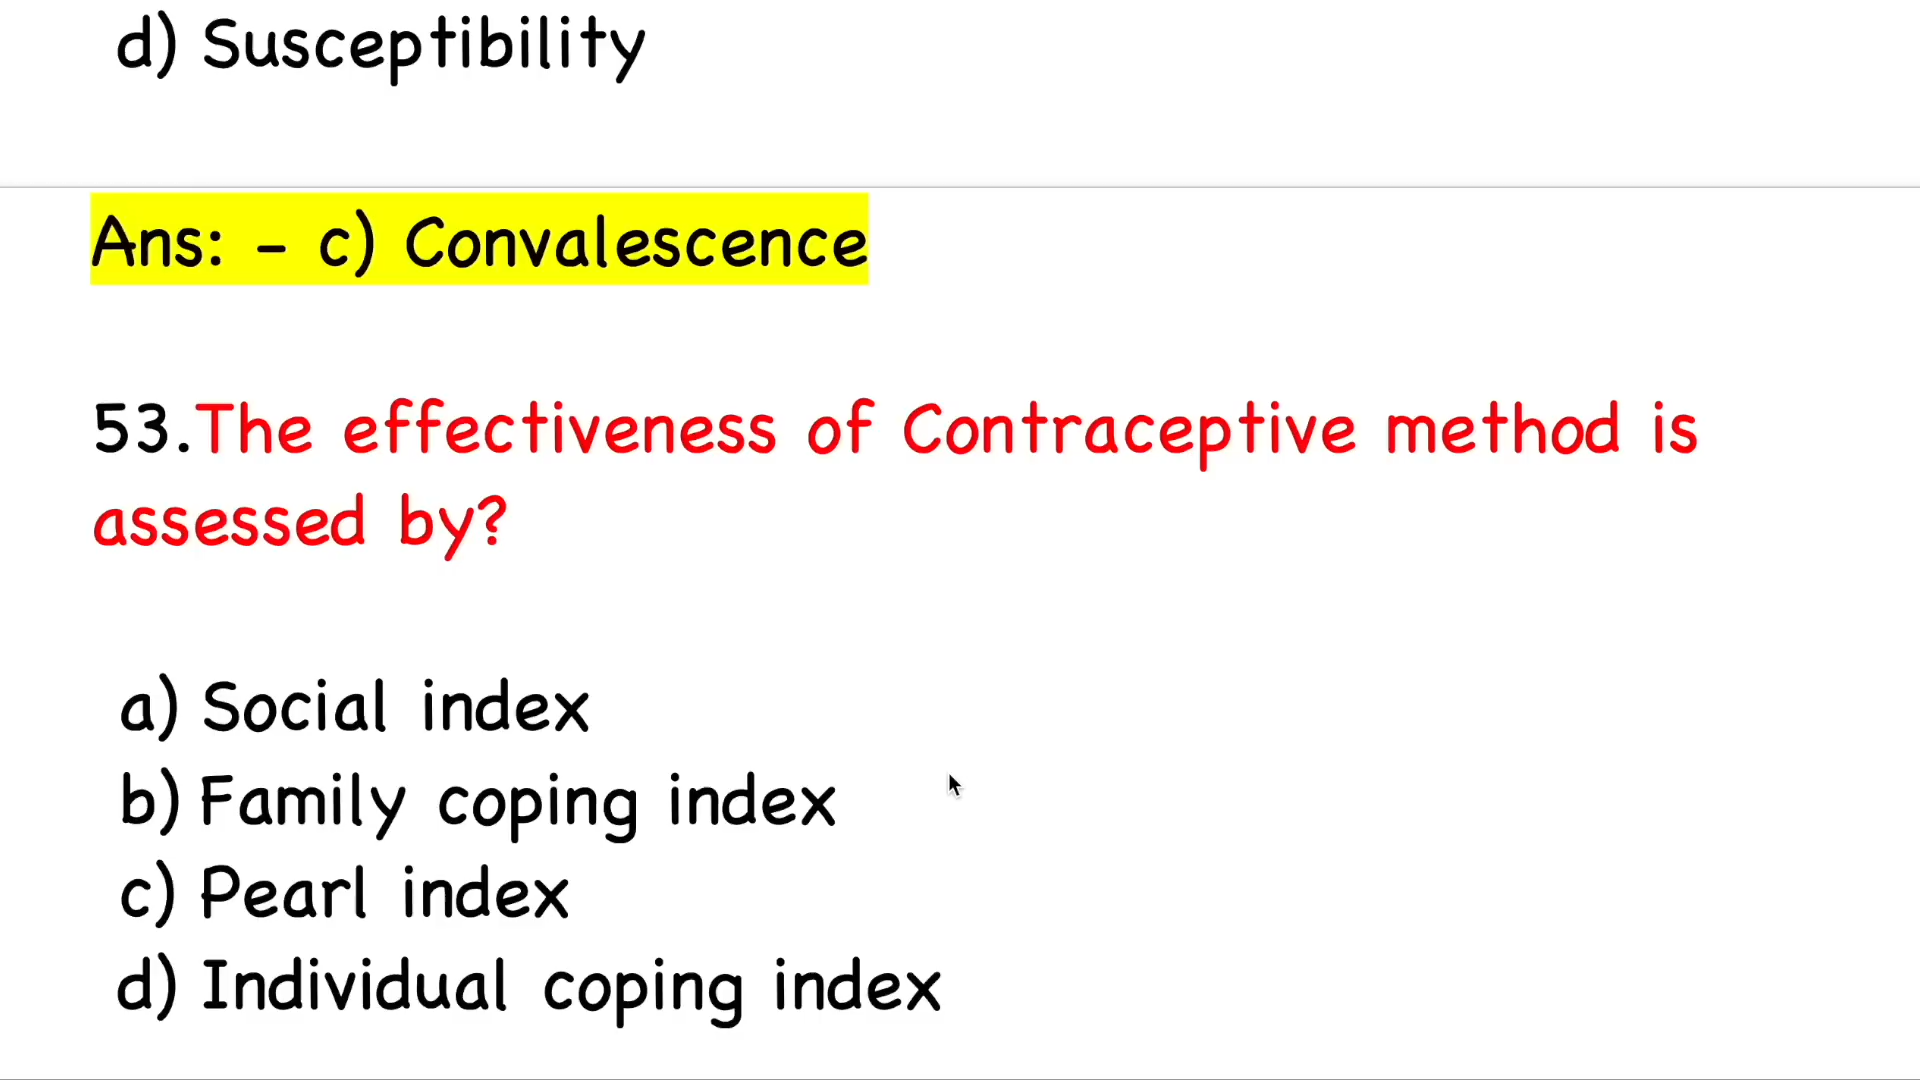 d) Susceptibility
Ans: - c) Convalescence
53.The effectiveness of Contraceptive method is
assessed by?
a) Social index
b) Family coping index
c) Pearl index
d) Individual coping index